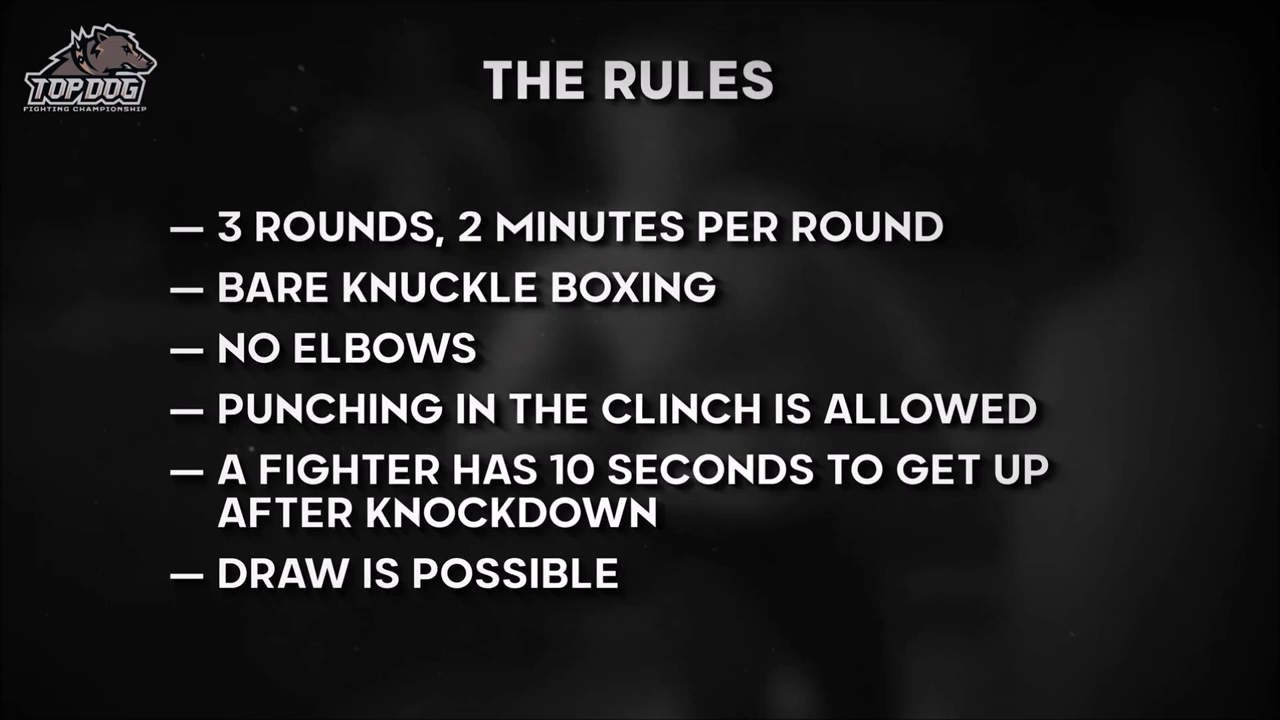 TOP DOG
FIGHTING CHAMPIONSHIP
THE RULES
— 3 ROUNDS, 2 MINUTES PER ROUND
— BARE KNUCKLE BOXING
— NO ELBOWS
— PUNCHING IN THE CLINCH IS ALLOWED
— A FIGHTER HAS 10 SECONDS TO GET UP
AFTER KNOCKDOWN
— DRAW IS POSSIBLE